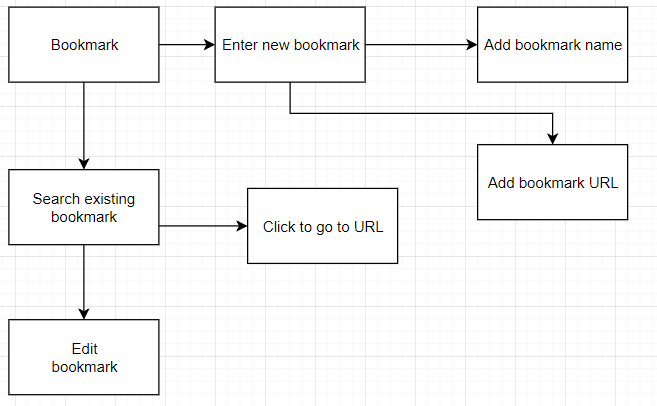 Bookmark
Enter new bookmark
Add bookmark name
Add bookmark URL
Search existing
bookmark
Click to go to URL
Edit
bookmark